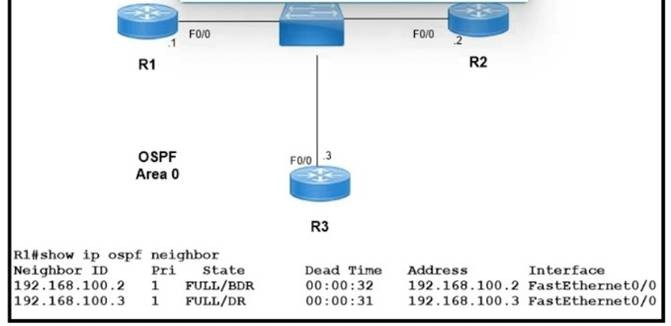 F0/0
F0/0
.1
.2
R1
R2
OSPF
Area 0
F0/0
.3
R3
R1#show ip ospf neighbor
Neighbor ID Pri State Dead Time Address Interface
192.168.100.2 1 FULL/BDR 00:00:32 192.168.100.2 FastEthernet0/0
192.168.100.3 1 FULL/DR 00:00:31 192.168.100.3 FastEthernet0/0